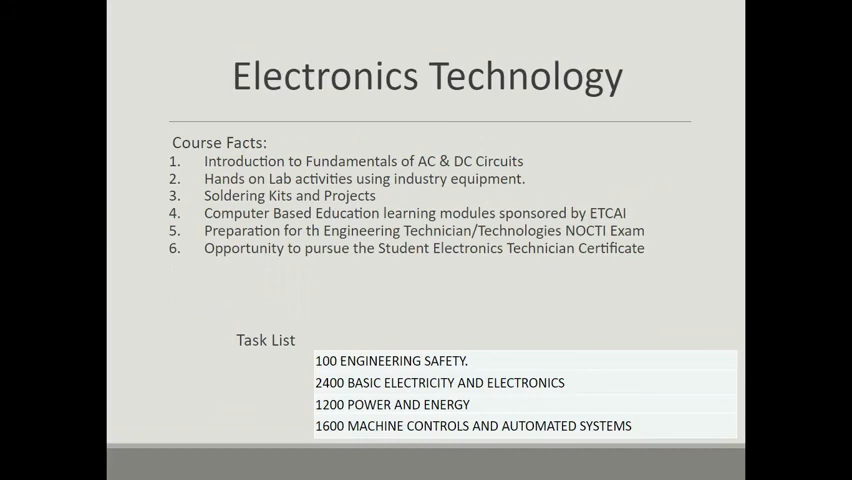 Electronics Technology
Course Facts:
1. Introduction to Fundamentals of AC & DC Circuits
2. Hands on Lab activities using industry equipment.
3. Soldering Kits and Projects
4. Computer Based Education learning modules sponsored by ETCAI
5. Preparation for th Engineering Technician/Technologies NOCTI Exam
6. Opportunity to pursue the Student Electronics Technician Certificate
Task List
100 ENGINEERING SAFETY.
2400 BASIC ELECTRICITY AND ELECTRONICS
1200 POWER AND ENERGY
1600 MACHINE CONTROLS AND AUTOMATED SYSTEMS